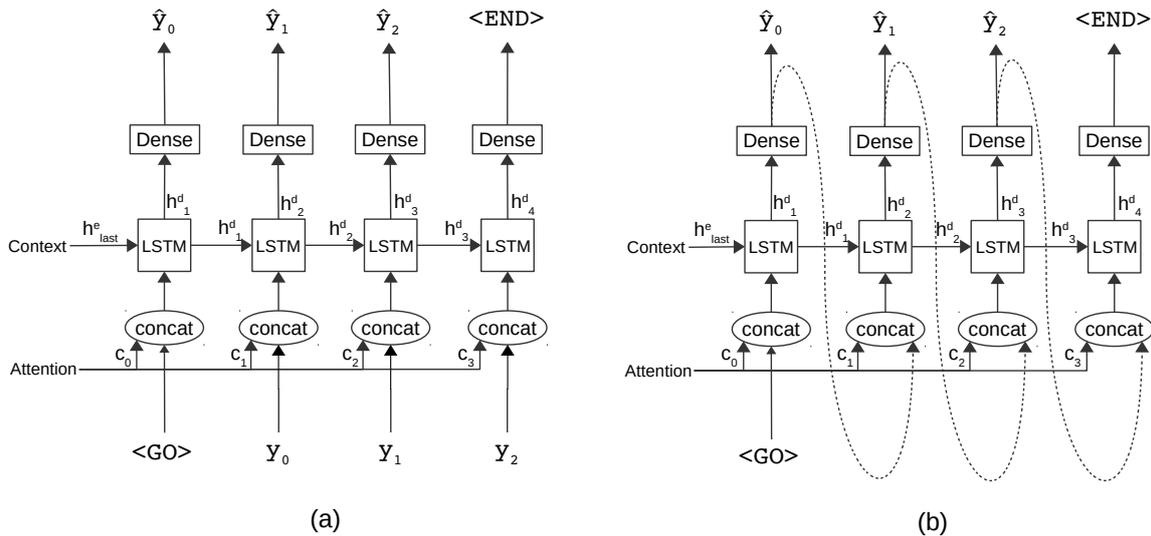 ŷ₀ ŷ₁ ŷ₂ <END>
Dense Dense Dense Dense
hᵈ₁ hᵈ₂ hᵈ₃ hᵈ₄
Context hᵉlast LSTM hᵈ₁ LSTM hᵈ₂ LSTM hᵈ₃ LSTM
concat concat concat concat
Attention c₀ c₁ c₂ c₃
<GO> y₀ y₁ y₂
(a)
ŷ₀ ŷ₁ ŷ₂ <END>
Dense Dense Dense Dense
hᵈ₁ hᵈ₂ hᵈ₃ hᵈ₄
Context hᵉlast LSTM hᵈ₁ LSTM hᵈ₂ LSTM hᵈ₃ LSTM
concat concat concat concat
Attention c₀ c₁ c₂ c₃
<GO>
(b)